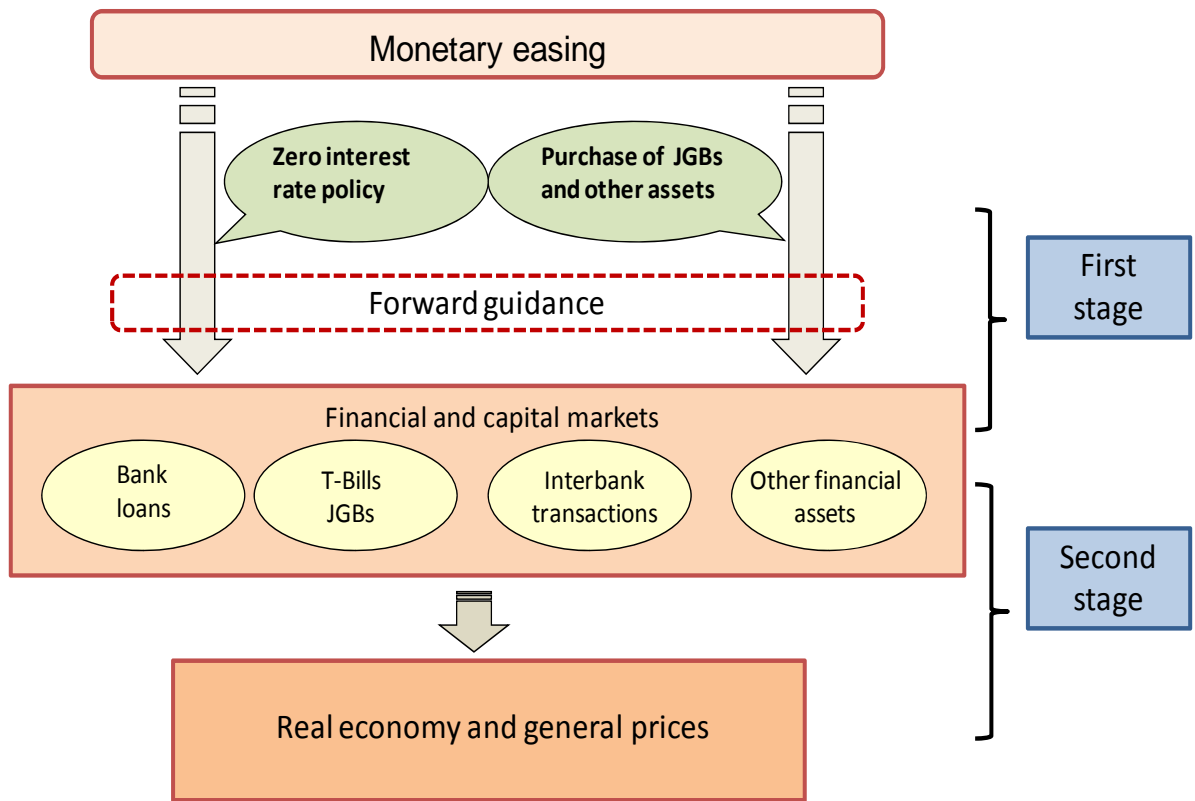 Monetary easing
Zero interest
rate policy
Purchase of JGBs
and other assets
Forward guidance
First
stage
Financial and capital markets
Bank
loans
T-Bills
JGBs
Interbank
transactions
Other financial
assets
Second
stage
Real economy and general prices